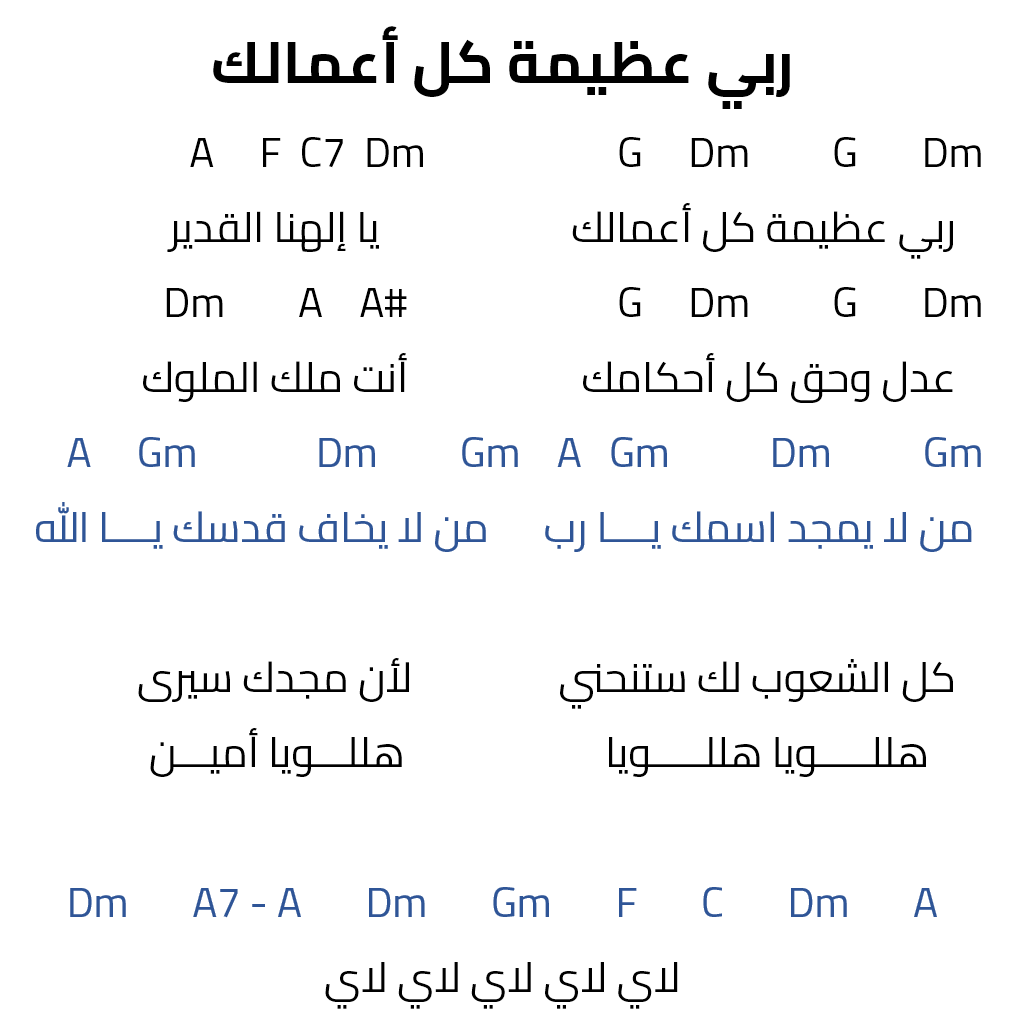 ربي عظيمة كل أعمالك
A F C7 Dm G Dm G Dm
ربي عظيمة كل أعمالك يا إلهنا القدير
Dm A A# G Dm G Dm
عدل وحق كل أحكامك أنت ملك الملوك
A Gm Dm Gm A Gm Dm Gm
من لا يمجد اسمك يــــا رب من لا يخاف قدسك يــــا الله
كل الشعوب لك ستنحني لأن مجدك سيرى
هللـــــويا هللـــــويا هللــــويا أميـــن
Dm A7 - A Dm Gm F C Dm A
لاي لاي لاي لاي لاي